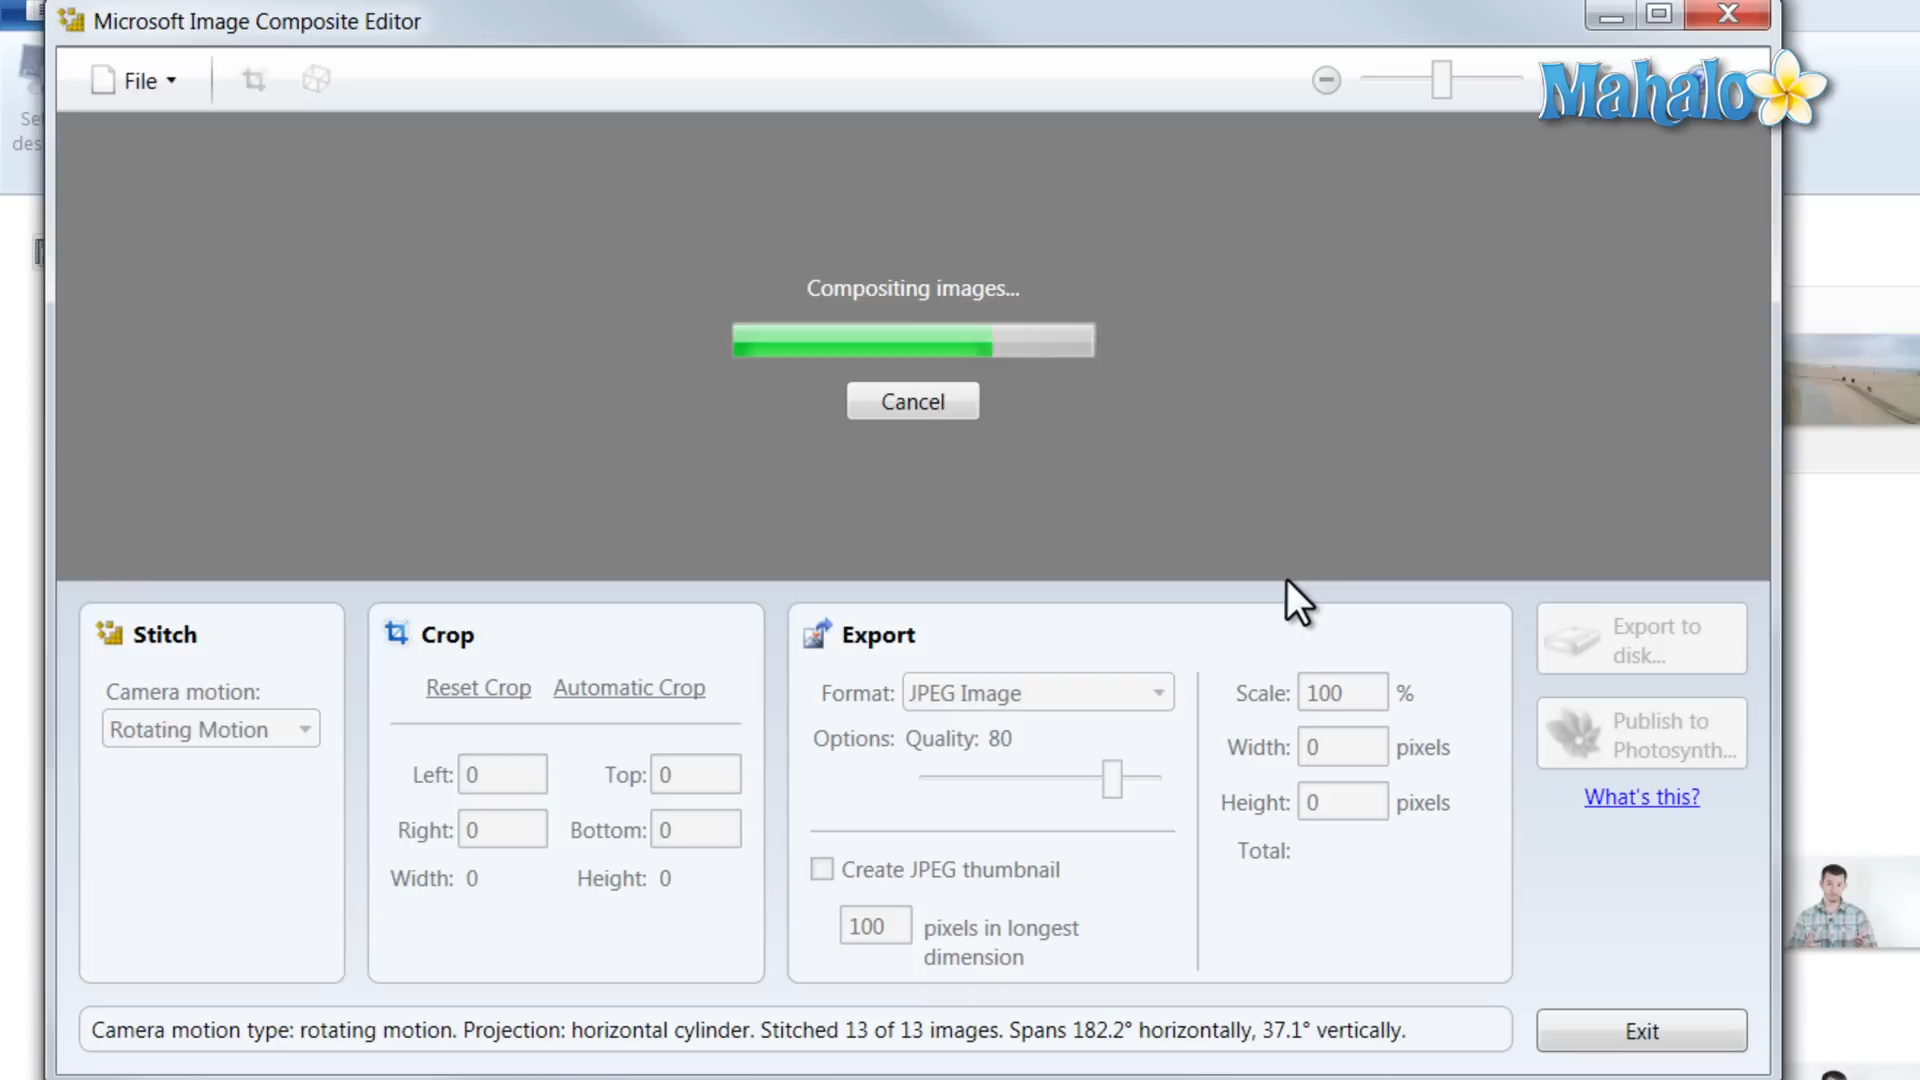 Microsoft Image Composite Editor
File
Mahalo
Se
des
Compositing images...
Cancel
Stitch
Camera motion:
Rotating Motion
Crop
Reset Crop Automatic Crop
Left: 0 Top: 0
Right: 0 Bottom: 0
Width: 0 Height: 0
Export
Format: JPEG Image
Options: Quality: 80
Create JPEG thumbnail
100 pixels in longest
dimension
Scale: 100 %
Width: 0 pixels
Height: 0 pixels
Total:
Export to
disk...
Publish to
Photosynth...
What's this?
Camera motion type: rotating motion. Projection: horizontal cylinder. Stitched 13 of 13 images. Spans 182.2° horizontally, 37.1° vertically.
Exit